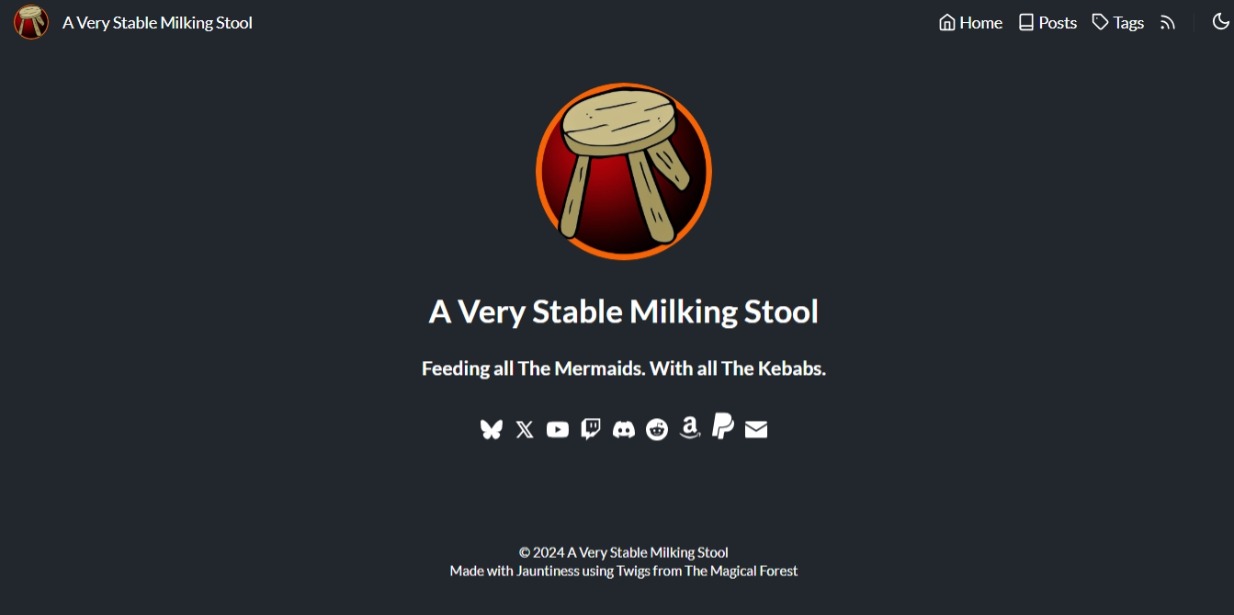 A Very Stable Milking Stool
Home Posts Tags
A Very Stable Milking Stool
Feeding all The Mermaids. With all The Kebabs.
© 2024 A Very Stable Milking Stool
Made with Jauntiness using Twigs from The Magical Forest